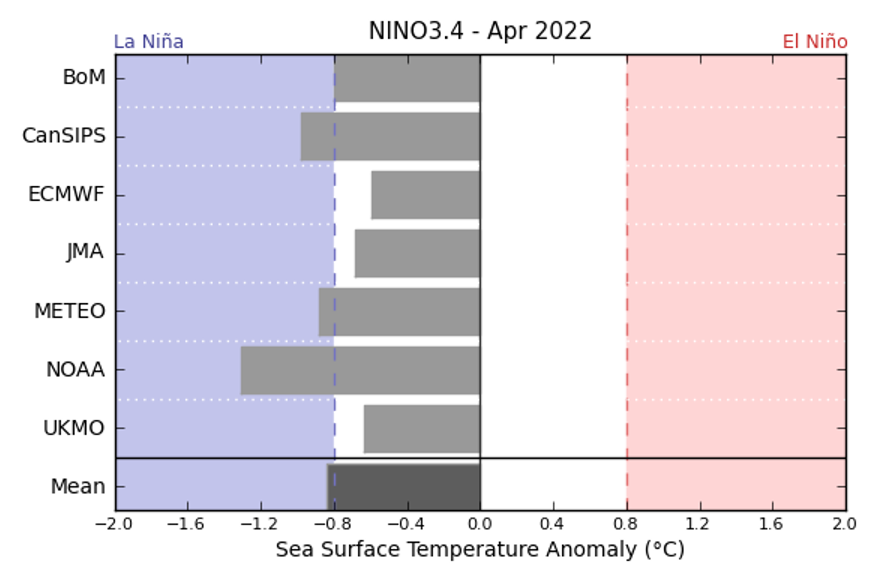 NINO3.4 - Apr 2022
La Niña El Niño
BoM
CanSIPS
ECMWF
JMA
METEO
NOAA
UKMO
Mean
−2.0 −1.6 −1.2 −0.8 −0.4 0.0 0.4 0.8 1.2 1.6 2.0
Sea Surface Temperature Anomaly (°C)